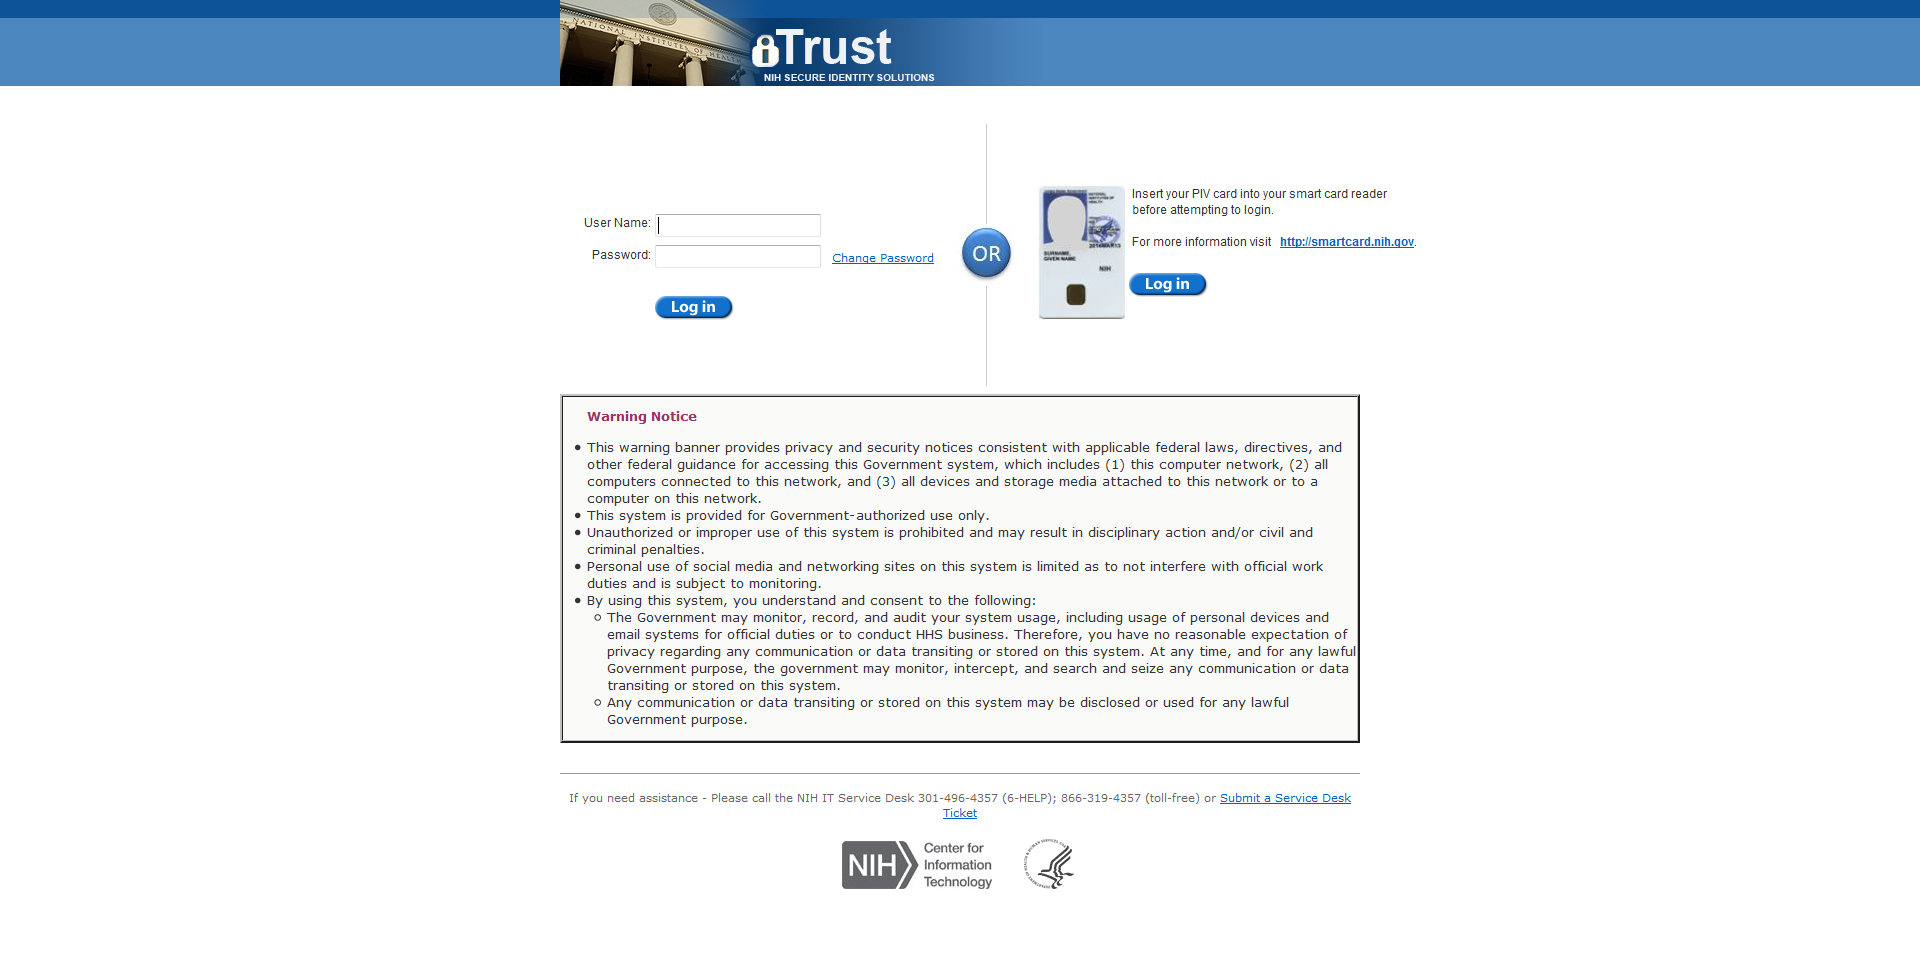 NATIONAL INSTITUTES OF HEALTH
iTrust
NIH SECURE IDENTITY SOLUTIONS
User Name:
Password:
Change Password
Log in
OR
NATIONAL
INSTITUTES OF
HEALTH
2014MAR13
SURNAME,
GIVEN NAME
NIH
Insert your PIV card into your smart card reader
before attempting to login.
For more information visit http://smartcard.nih.gov.
Log in
Warning Notice
• This warning banner provides privacy and security notices consistent with applicable federal laws, directives, and
other federal guidance for accessing this Government system, which includes (1) this computer network, (2) all
computers connected to this network, and (3) all devices and storage media attached to this network or to a
computer on this network.
• This system is provided for Government-authorized use only.
• Unauthorized or improper use of this system is prohibited and may result in disciplinary action and/or civil and
criminal penalties.
• Personal use of social media and networking sites on this system is limited as to not interfere with official work
duties and is subject to monitoring.
• By using this system, you understand and consent to the following:
○ The Government may monitor, record, and audit your system usage, including usage of personal devices and
email systems for official duties or to conduct HHS business. Therefore, you have no reasonable expectation of
privacy regarding any communication or data transiting or stored on this system. At any time, and for any lawful
Government purpose, the government may monitor, intercept, and search and seize any communication or data
transiting or stored on this system.
○ Any communication or data transiting or stored on this system may be disclosed or used for any lawful
Government purpose.
If you need assistance - Please call the NIH IT Service Desk 301-496-4357 (6-HELP); 866-319-4357 (toll-free) or Submit a Service Desk
Ticket
NIH
Center for
Information
Technology